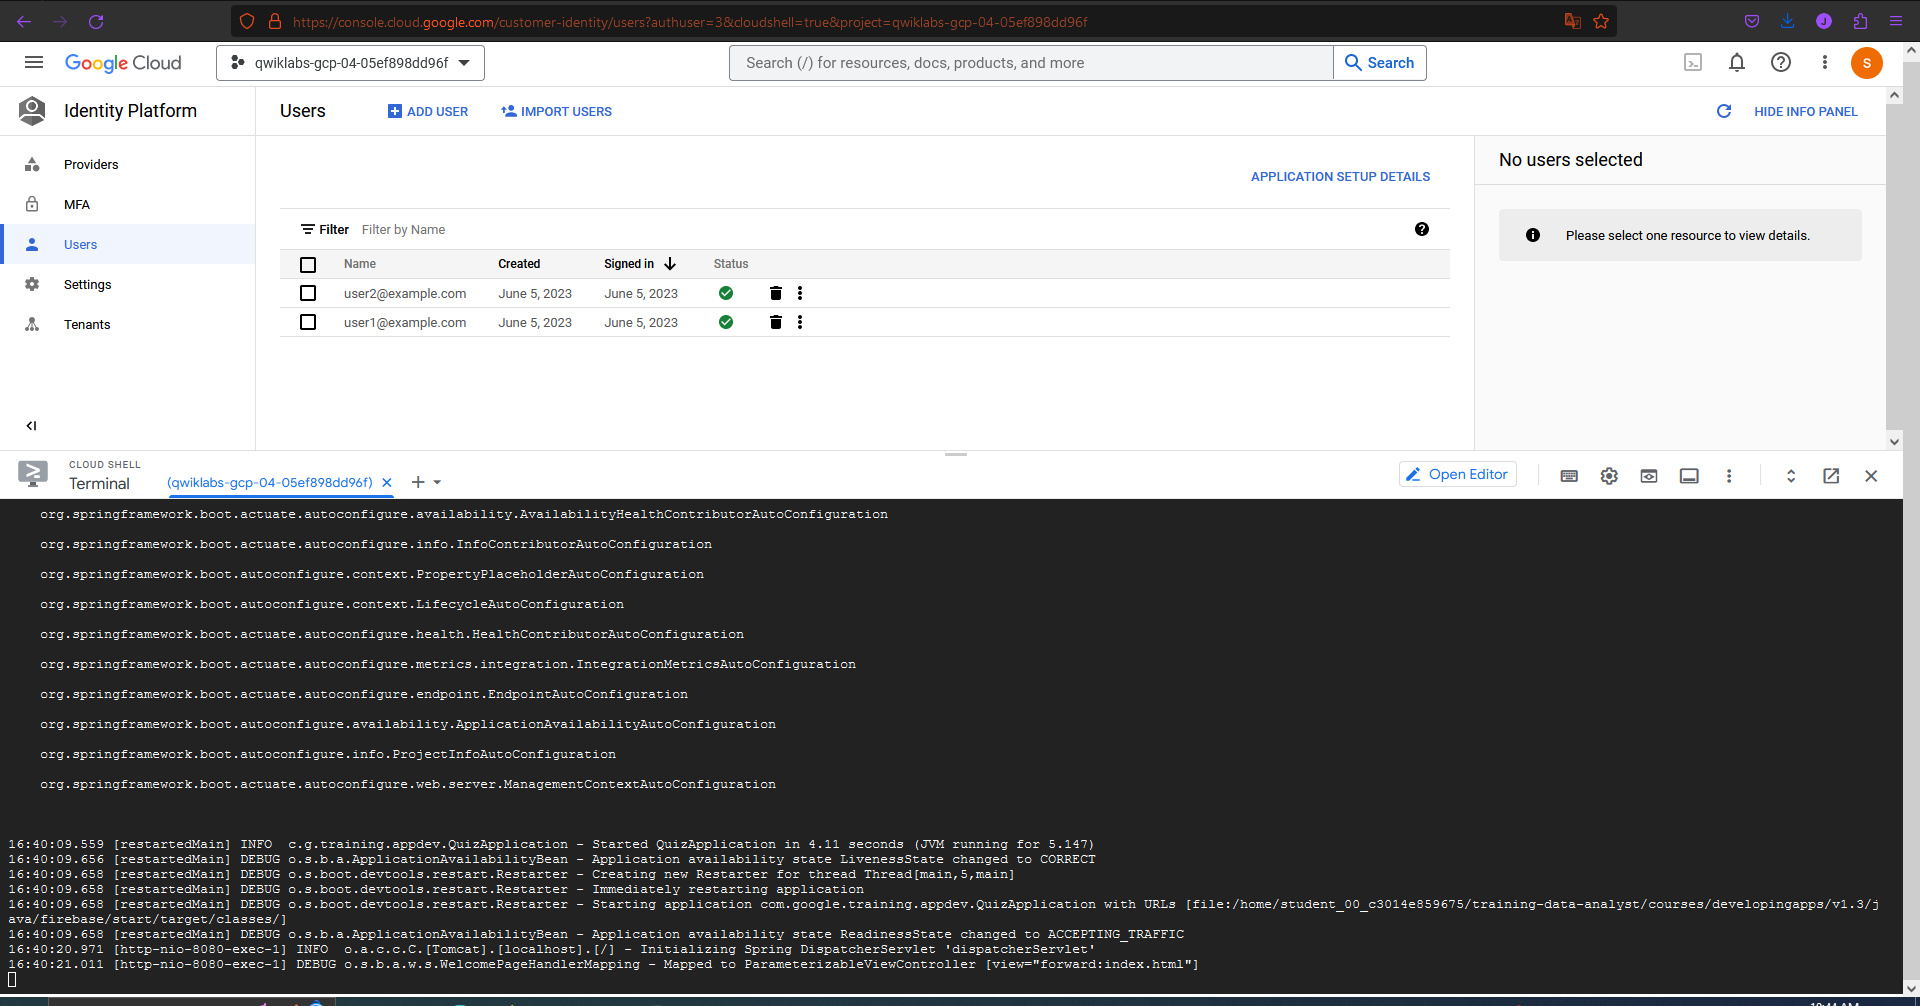 https://console.cloud.google.com/customer-identity/users?authuser=3&cloudshell=true&project=qwiklabs-gcp-04-05ef898dd96f
J
Google Cloud
qwiklabs-gcp-04-05ef898dd96f
Search (/) for resources, docs, products, and more
Search
S
Identity Platform
Users
ADD USER
IMPORT USERS
HIDE INFO PANEL
Providers
MFA
Users
Settings
Tenants
APPLICATION SETUP DETAILS
Filter Filter by Name
Name Created Signed in Status
user2@example.com June 5, 2023 June 5, 2023
user1@example.com June 5, 2023 June 5, 2023
No users selected
Please select one resource to view details.
CLOUD SHELL
Terminal
(qwiklabs-gcp-04-05ef898dd96f)
Open Editor
org.springframework.boot.actuate.autoconfigure.availability.AvailabilityHealthContributorAutoConfiguration
org.springframework.boot.actuate.autoconfigure.info.InfoContributorAutoConfiguration
org.springframework.boot.autoconfigure.context.PropertyPlaceholderAutoConfiguration
org.springframework.boot.autoconfigure.context.LifecycleAutoConfiguration
org.springframework.boot.actuate.autoconfigure.health.HealthContributorAutoConfiguration
org.springframework.boot.actuate.autoconfigure.metrics.integration.IntegrationMetricsAutoConfiguration
org.springframework.boot.actuate.autoconfigure.endpoint.EndpointAutoConfiguration
org.springframework.boot.autoconfigure.availability.ApplicationAvailabilityAutoConfiguration
org.springframework.boot.autoconfigure.info.ProjectInfoAutoConfiguration
org.springframework.boot.actuate.autoconfigure.web.server.ManagementContextAutoConfiguration
16:40:09.559 [restartedMain] INFO  c.g.training.appdev.QuizApplication - Started QuizApplication in 4.11 seconds (JVM running for 5.147)
16:40:09.656 [restartedMain] DEBUG o.s.b.a.ApplicationAvailabilityBean - Application availability state LivenessState changed to CORRECT
16:40:09.658 [restartedMain] DEBUG o.s.boot.devtools.restart.Restarter - Creating new Restarter for thread Thread[main,5,main]
16:40:09.658 [restartedMain] DEBUG o.s.boot.devtools.restart.Restarter - Immediately restarting application
16:40:09.658 [restartedMain] DEBUG o.s.boot.devtools.restart.Restarter - Starting application com.google.training.appdev.QuizApplication with URLs [file:/home/student_00_c3014e859675/training-data-analyst/courses/developingapps/v1.3/j
ava/firebase/start/target/classes/]
16:40:09.658 [restartedMain] DEBUG o.s.b.a.ApplicationAvailabilityBean - Application availability state ReadinessState changed to ACCEPTING_TRAFFIC
16:40:20.971 [http-nio-8080-exec-1] INFO  o.a.c.c.C.[Tomcat].[localhost].[/] - Initializing Spring DispatcherServlet 'dispatcherServlet'
16:40:21.011 [http-nio-8080-exec-1] DEBUG o.s.b.a.w.s.WelcomePageHandlerMapping - Mapped to ParameterizableViewController [view="forward:index.html"]